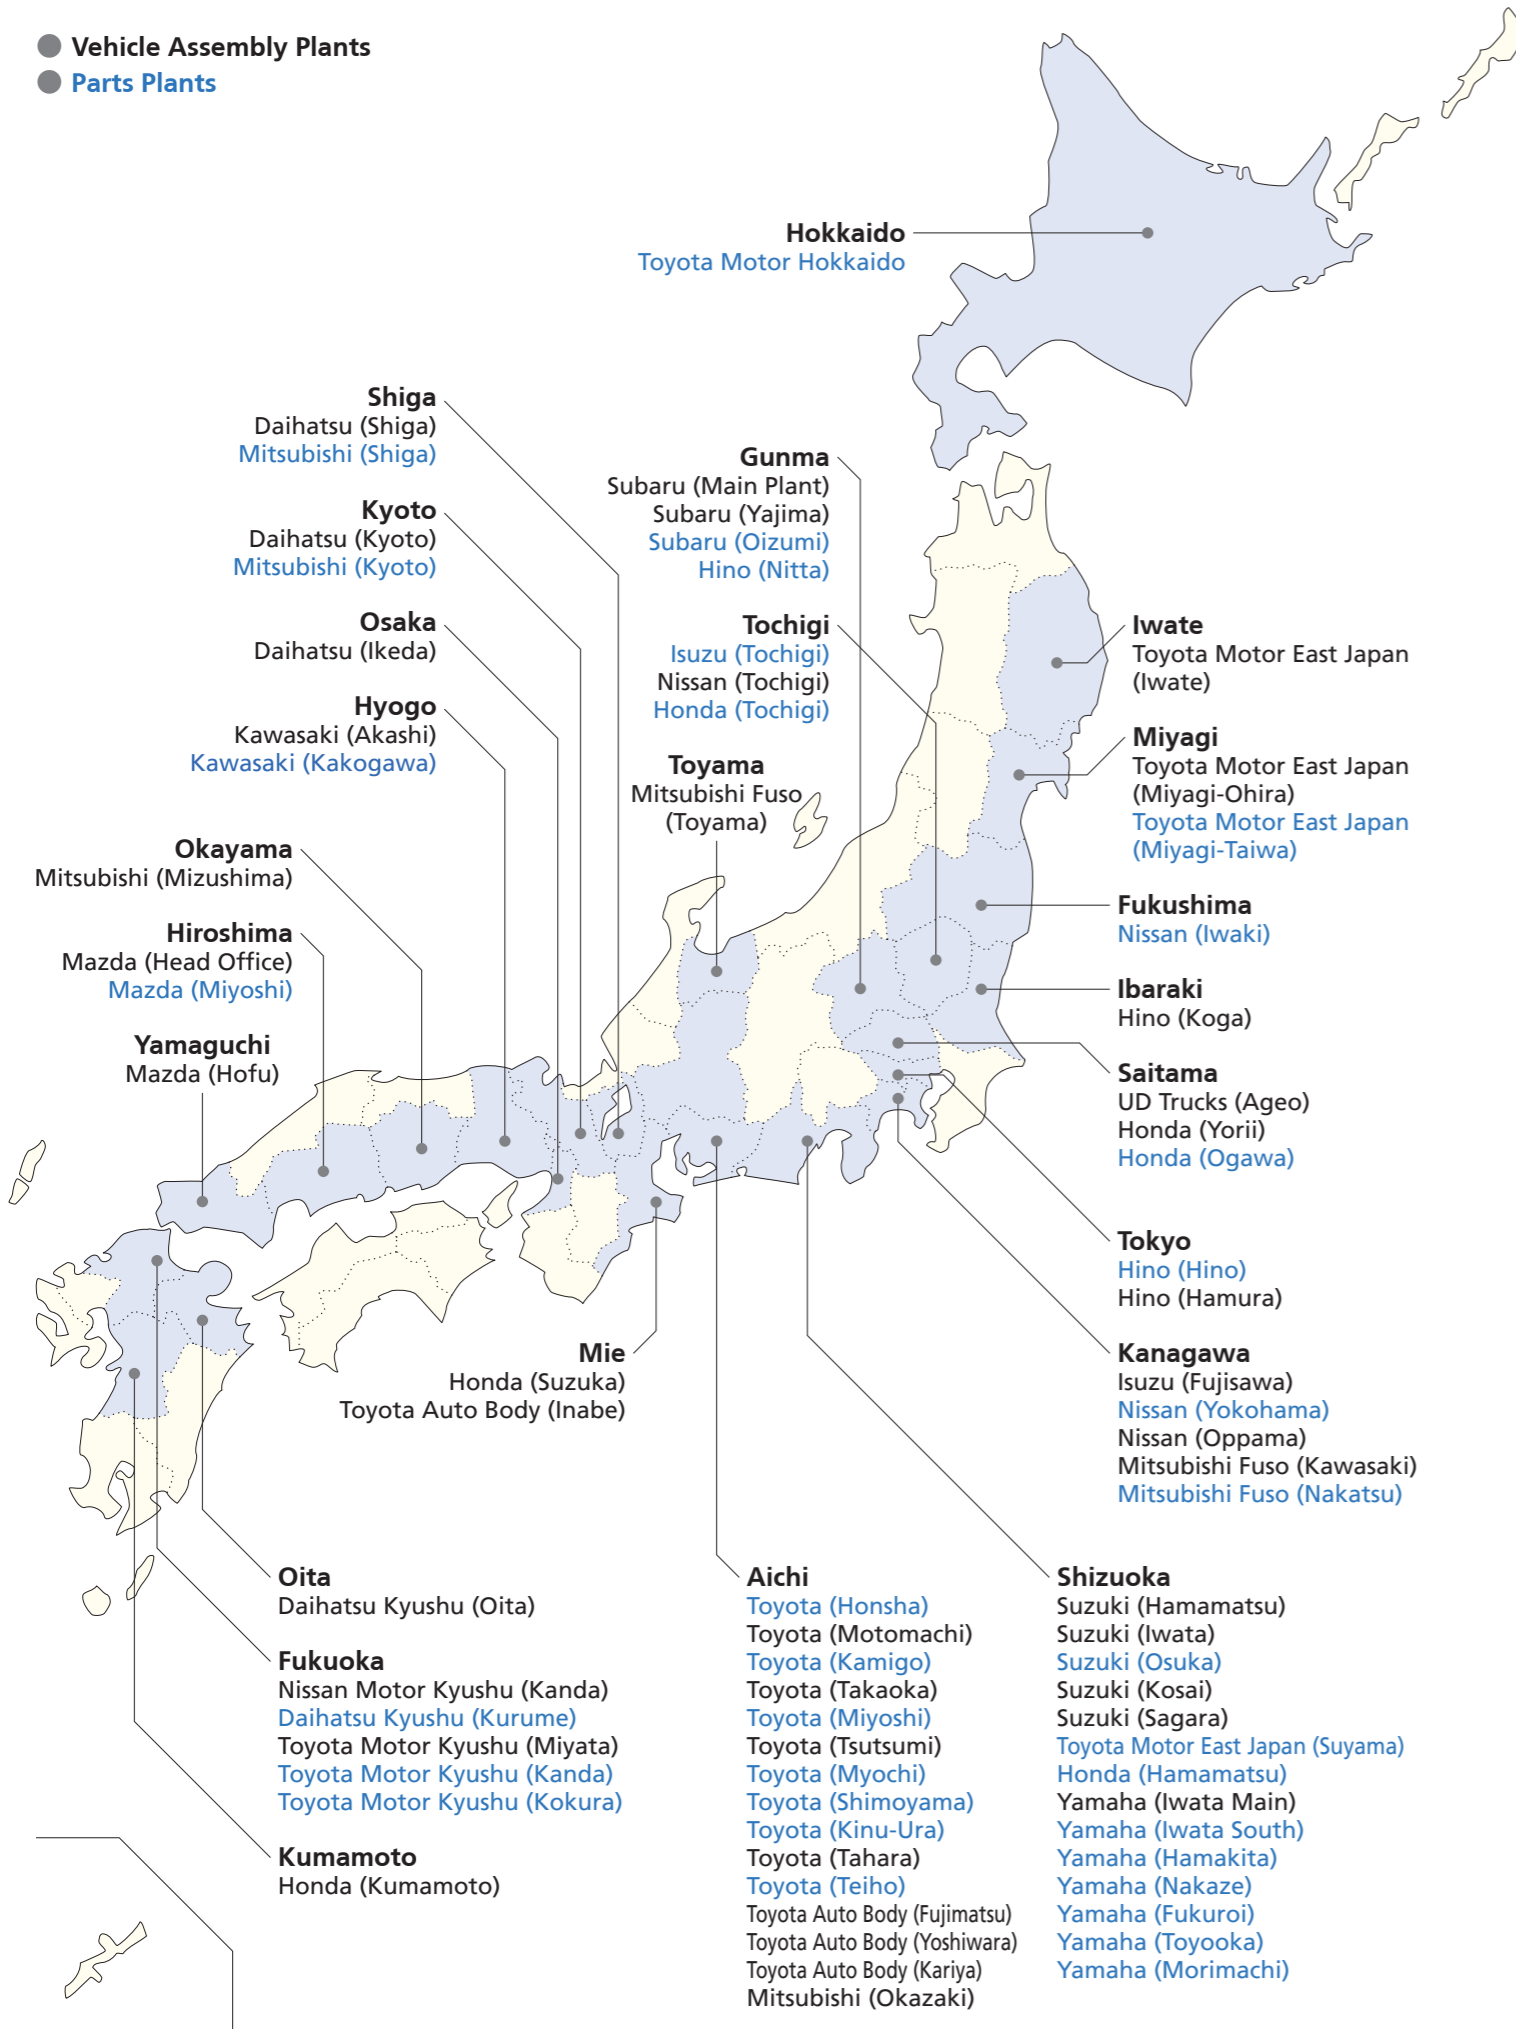 Vehicle Assembly Plants
Parts Plants
Hokkaido
Toyota Motor Hokkaido
Shiga
Daihatsu (Shiga)
Mitsubishi (Shiga)
Kyoto
Daihatsu (Kyoto)
Mitsubishi (Kyoto)
Osaka
Daihatsu (Ikeda)
Hyogo
Kawasaki (Akashi)
Kawasaki (Kakogawa)
Okayama
Mitsubishi (Mizushima)
Hiroshima
Mazda (Head Office)
Mazda (Miyoshi)
Yamaguchi
Mazda (Hofu)
Gunma
Subaru (Main Plant)
Subaru (Yajima)
Subaru (Oizumi)
Hino (Nitta)
Tochigi
Isuzu (Tochigi)
Nissan (Tochigi)
Honda (Tochigi)
Toyama
Mitsubishi Fuso
(Toyama)
Iwate
Toyota Motor East Japan
(Iwate)
Miyagi
Toyota Motor East Japan
(Miyagi-Ohira)
Toyota Motor East Japan
(Miyagi-Taiwa)
Fukushima
Nissan (Iwaki)
Ibaraki
Hino (Koga)
Saitama
UD Trucks (Ageo)
Honda (Yorii)
Honda (Ogawa)
Tokyo
Hino (Hino)
Hino (Hamura)
Kanagawa
Isuzu (Fujisawa)
Nissan (Yokohama)
Nissan (Oppama)
Mitsubishi Fuso (Kawasaki)
Mitsubishi Fuso (Nakatsu)
Mie
Honda (Suzuka)
Toyota Auto Body (Inabe)
Oita
Daihatsu Kyushu (Oita)
Fukuoka
Nissan Motor Kyushu (Kanda)
Daihatsu Kyushu (Kurume)
Toyota Motor Kyushu (Miyata)
Toyota Motor Kyushu (Kanda)
Toyota Motor Kyushu (Kokura)
Kumamoto
Honda (Kumamoto)
Aichi
Toyota (Honsha)
Toyota (Motomachi)
Toyota (Kamigo)
Toyota (Takaoka)
Toyota (Miyoshi)
Toyota (Tsutsumi)
Toyota (Myochi)
Toyota (Shimoyama)
Toyota (Kinu-Ura)
Toyota (Tahara)
Toyota (Teiho)
Toyota Auto Body (Fujimatsu)
Toyota Auto Body (Yoshiwara)
Toyota Auto Body (Kariya)
Mitsubishi (Okazaki)
Shizuoka
Suzuki (Hamamatsu)
Suzuki (Iwata)
Suzuki (Osuka)
Suzuki (Kosai)
Suzuki (Sagara)
Toyota Motor East Japan (Suyama)
Honda (Hamamatsu)
Yamaha (Iwata Main)
Yamaha (Iwata South)
Yamaha (Hamakita)
Yamaha (Nakaze)
Yamaha (Fukuroi)
Yamaha (Toyooka)
Yamaha (Morimachi)